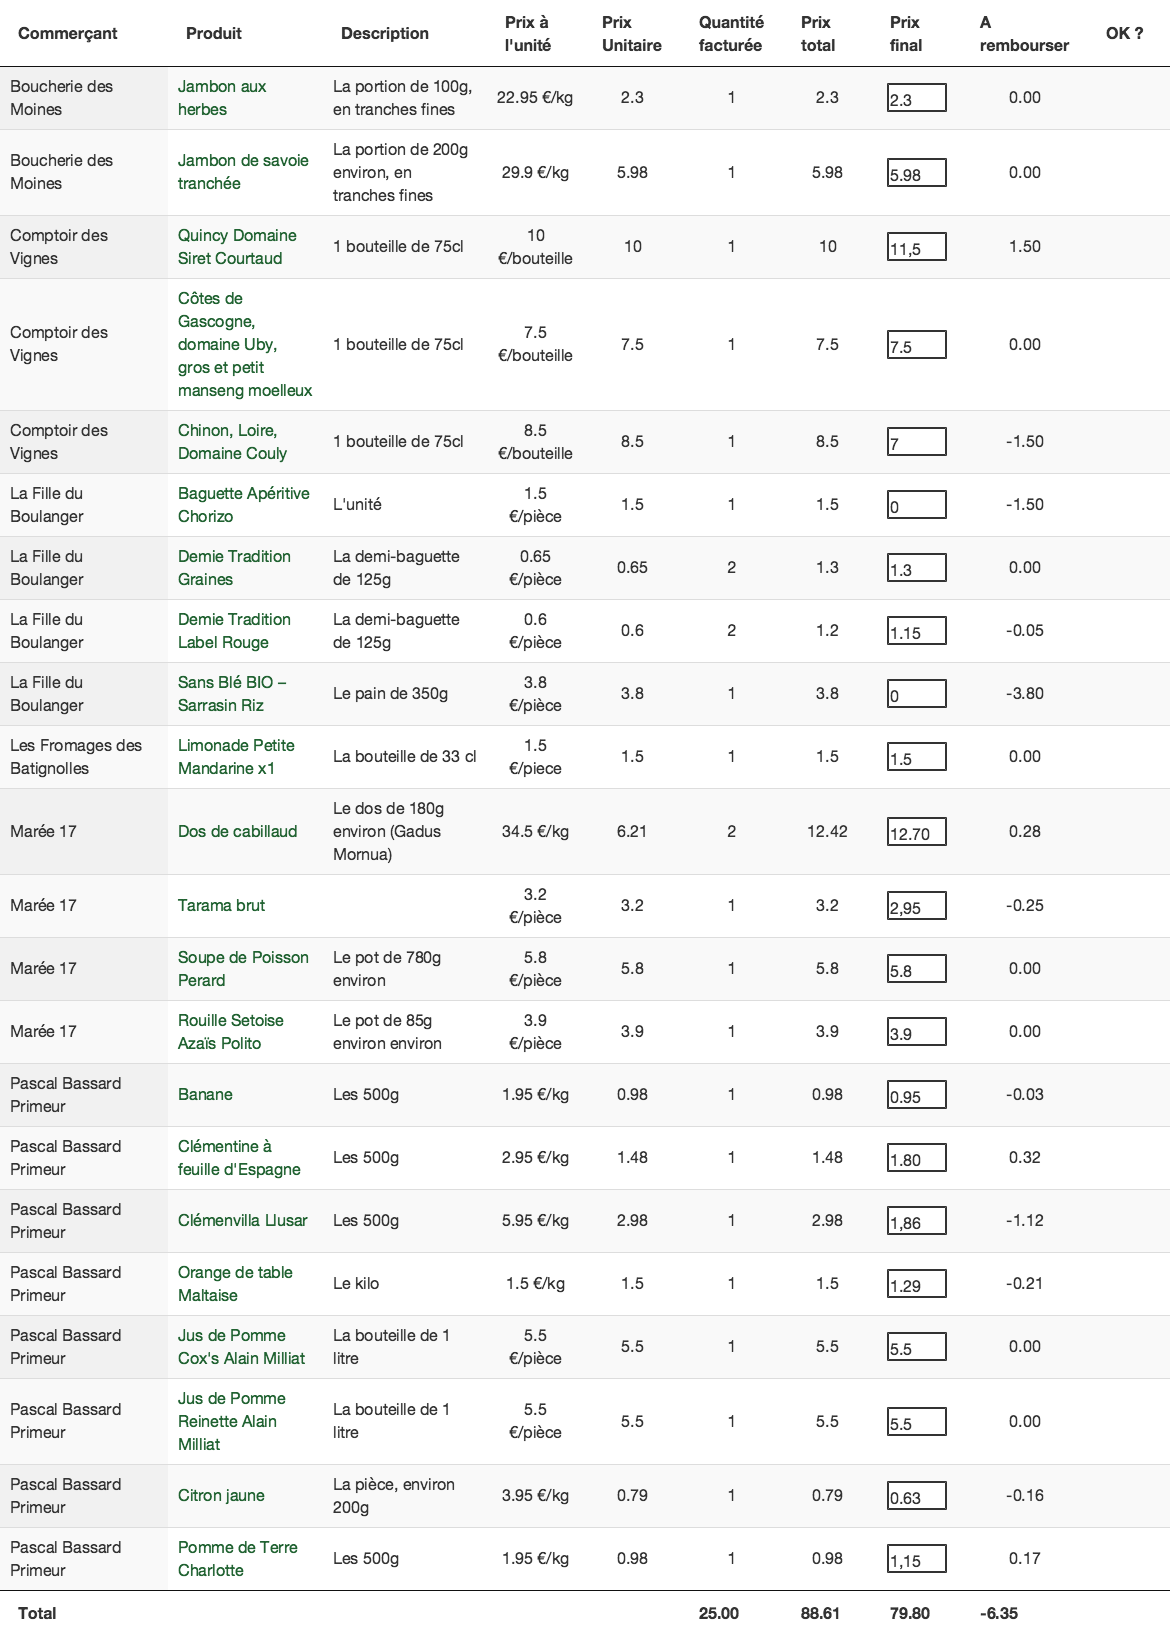 Commerçant Produit Description Prix à l'unité Prix Unitaire Quantité facturée Prix total Prix final A rembourser OK ?
Boucherie des Moines Jambon aux herbes La portion de 100g, en tranches fines 22.95 €/kg 2.3 1 2.3 2.3 0.00
Boucherie des Moines Jambon de savoie tranchée La portion de 200g environ, en tranches fines 29.9 €/kg 5.98 1 5.98 5.98 0.00
Comptoir des Vignes Quincy Domaine Siret Courtaud 1 bouteille de 75cl 10 €/bouteille 10 1 10 11,5 1.50
Comptoir des Vignes Côtes de Gascogne, domaine Uby, gros et petit manseng moelleux 1 bouteille de 75cl 7.5 €/bouteille 7.5 1 7.5 7.5 0.00
Comptoir des Vignes Chinon, Loire, Domaine Couly 1 bouteille de 75cl 8.5 €/bouteille 8.5 1 8.5 7 -1.50
La Fille du Boulanger Baguette Apéritive Chorizo L'unité 1.5 €/pièce 1.5 1 1.5 0 -1.50
La Fille du Boulanger Demie Tradition Graines La demi-baguette de 125g 0.65 €/pièce 0.65 2 1.3 1.3 0.00
La Fille du Boulanger Demie Tradition Label Rouge La demi-baguette de 125g 0.6 €/pièce 0.6 2 1.2 1.15 -0.05
La Fille du Boulanger Sans Blé BIO – Sarrasin Riz Le pain de 350g 3.8 €/pièce 3.8 1 3.8 0 -3.80
Les Fromages des Batignolles Limonade Petite Mandarine x1 La bouteille de 33 cl 1.5 €/piece 1.5 1 1.5 1.5 0.00
Marée 17 Dos de cabillaud Le dos de 180g environ (Gadus Mornua) 34.5 €/kg 6.21 2 12.42 12.70 0.28
Marée 17 Tarama brut 3.2 €/pièce 3.2 1 3.2 2,95 -0.25
Marée 17 Soupe de Poisson Perard Le pot de 780g environ 5.8 €/pièce 5.8 1 5.8 5.8 0.00
Marée 17 Rouille Setoise Azaïs Polito Le pot de 85g environ environ 3.9 €/pièce 3.9 1 3.9 3.9 0.00
Pascal Bassard Primeur Banane Les 500g 1.95 €/kg 0.98 1 0.98 0.95 -0.03
Pascal Bassard Primeur Clémentine à feuille d'Espagne Les 500g 2.95 €/kg 1.48 1 1.48 1.80 0.32
Pascal Bassard Primeur Clémenvilla Llusar Les 500g 5.95 €/kg 2.98 1 2.98 1,86 -1.12
Pascal Bassard Primeur Orange de table Maltaise Le kilo 1.5 €/kg 1.5 1 1.5 1.29 -0.21
Pascal Bassard Primeur Jus de Pomme Cox's Alain Milliat La bouteille de 1 litre 5.5 €/pièce 5.5 1 5.5 5.5 0.00
Pascal Bassard Primeur Jus de Pomme Reinette Alain Milliat La bouteille de 1 litre 5.5 €/pièce 5.5 1 5.5 5.5 0.00
Pascal Bassard Primeur Citron jaune La pièce, environ 200g 3.95 €/kg 0.79 1 0.79 0.63 -0.16
Pascal Bassard Primeur Pomme de Terre Charlotte Les 500g 1.95 €/kg 0.98 1 0.98 1,15 0.17
Total 25.00 88.61 79.80 -6.35